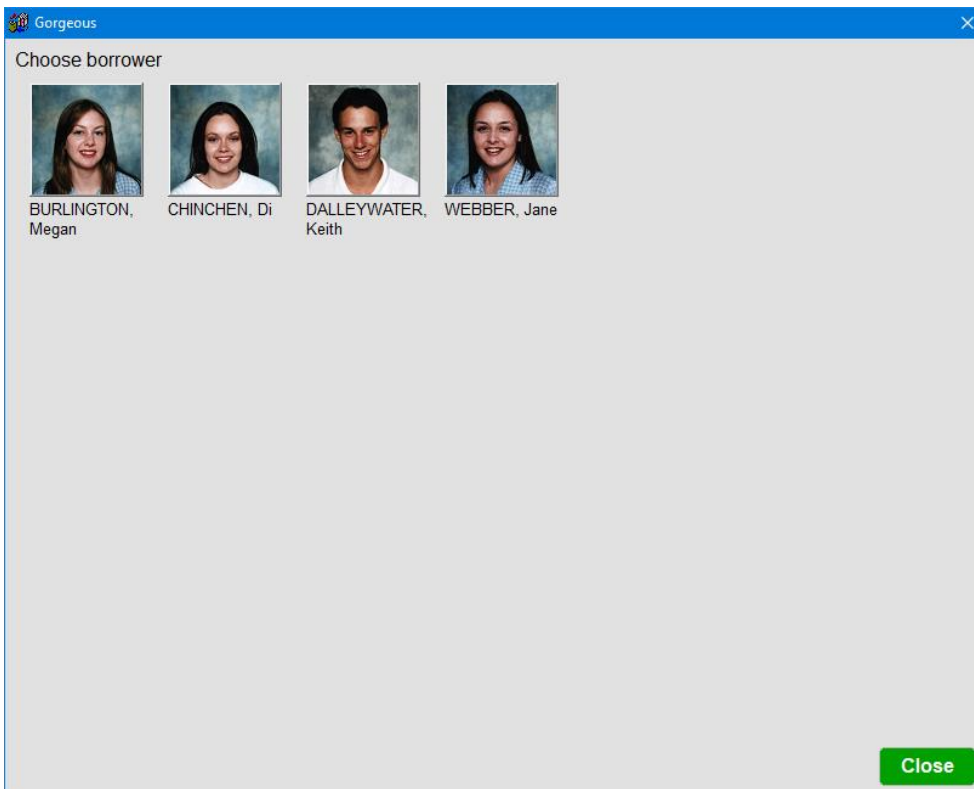 Gorgeous
Choose borrower
BURLINGTON,
Megan
CHINCHEN, Di
DALLEYWATER,
Keith
WEBBER, Jane
Close